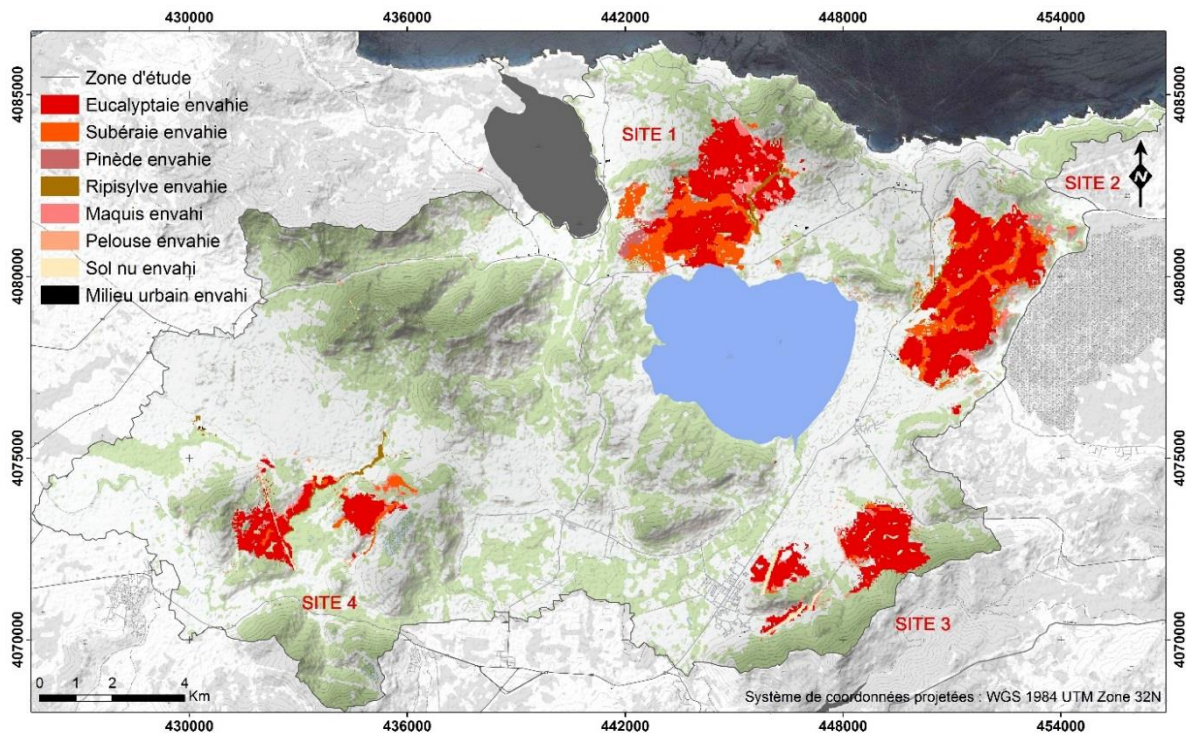 430000 436000 442000 448000 454000
4085000 4085000
4080000 4080000
4075000 4075000
4070000 4070000
Zone d'étude
Eucalyptaie envahie
Subéraie envahie
Pinède envahie
Ripisylve envahie
Maquis envahi
Pelouse envahie
Sol nu envahi
Milieu urbain envahi
SITE 1
SITE 2
N
SITE 4
SITE 3
0 1 2 4
Km
Système de coordonnées projetées : WGS 1984 UTM Zone 32N
430000 436000 442000 448000 454000